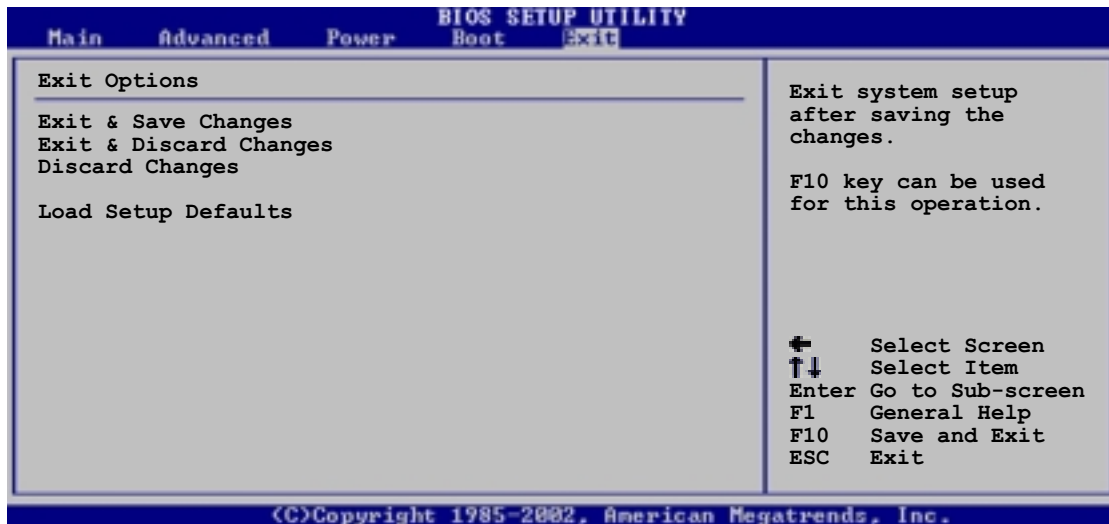 BIOS SETUP UTILITY
Main Advanced Power Boot Exit
Exit Options
Exit & Save Changes
Exit & Discard Changes
Discard Changes
Load Setup Defaults
Exit system setup
after saving the
changes.
F10 key can be used
for this operation.
← Select Screen
↑↓ Select Item
Enter Go to Sub-screen
F1 General Help
F10 Save and Exit
ESC Exit
(C)Copyright 1985-2002, American Megatrends, Inc.